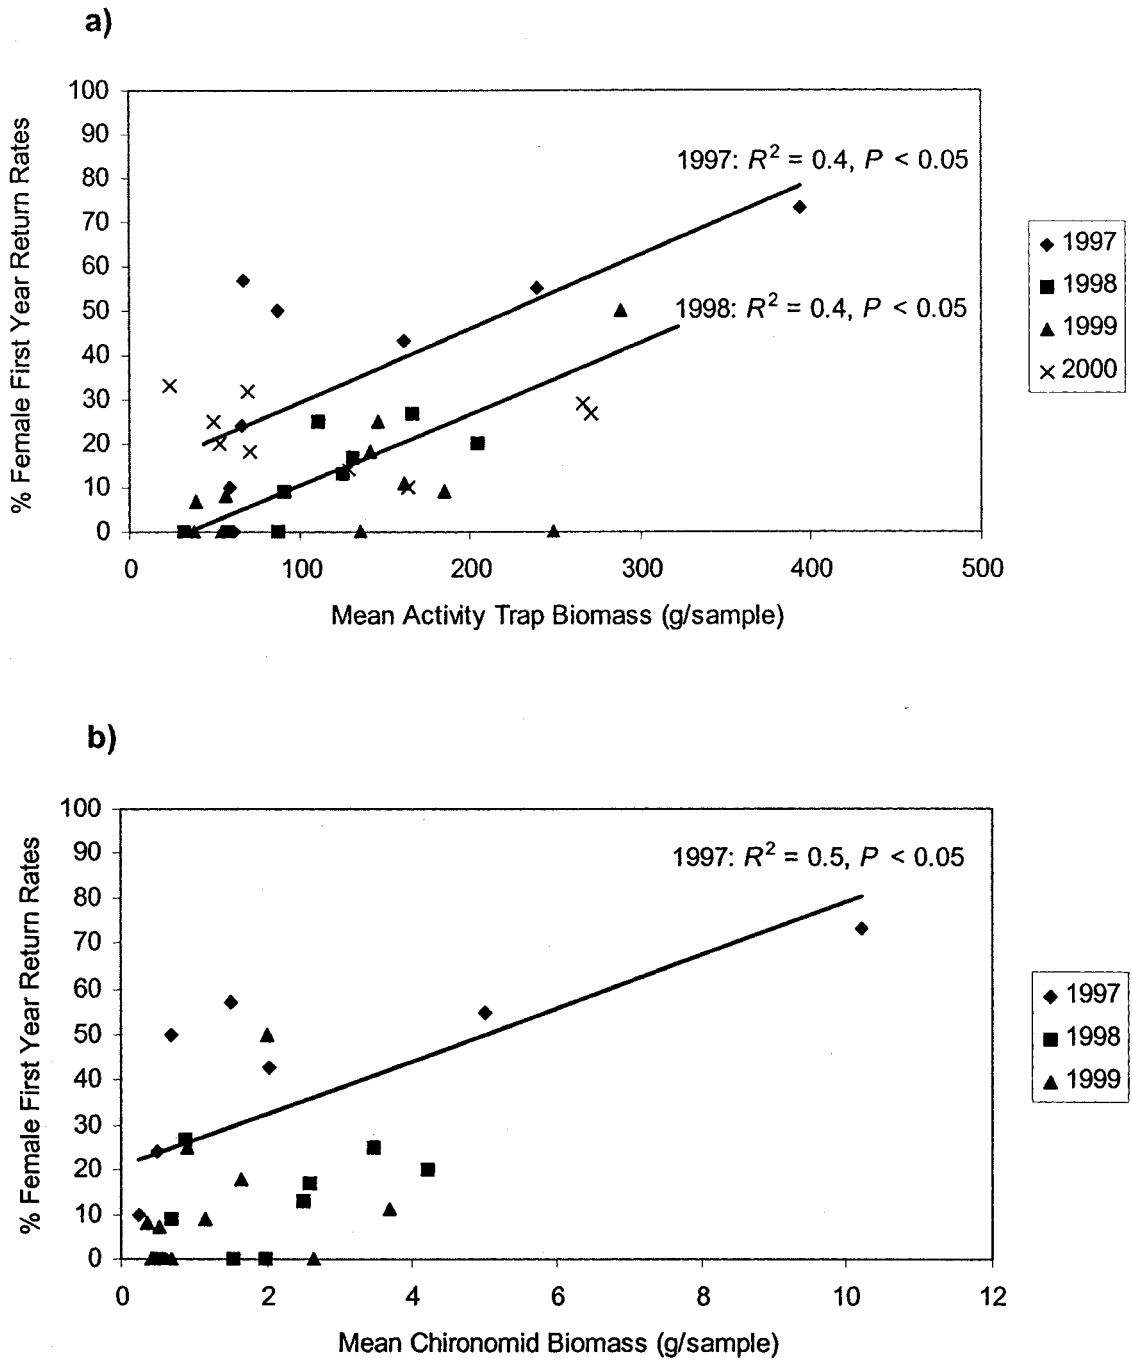 a)
100
90
80
70
60
50
40
30
20
10
0
% Female First Year Return Rates
1997: R² = 0.4, P < 0.05
1998: R² = 0.4, P < 0.05
1997
1998
1999
2000
0 100 200 300 400 500
Mean Activity Trap Biomass (g/sample)
b)
100
90
80
70
60
50
40
30
20
10
0
% Female First Year Return Rates
1997: R² = 0.5, P < 0.05
1997
1998
1999
0 2 4 6 8 10 12
Mean Chironomid Biomass (g/sample)